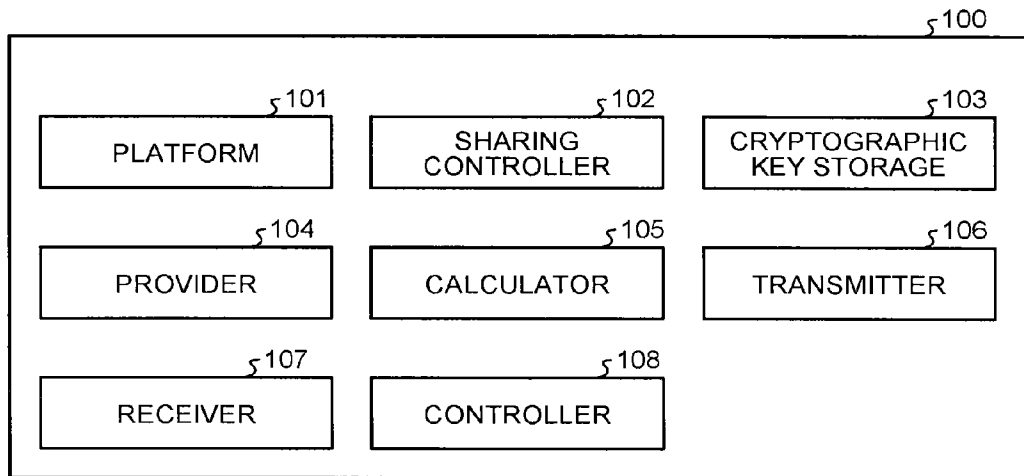 100
101
102
103
PLATFORM
SHARING
CONTROLLER
CRYPTOGRAPHIC
KEY STORAGE
104
105
106
PROVIDER
CALCULATOR
TRANSMITTER
107
108
RECEIVER
CONTROLLER